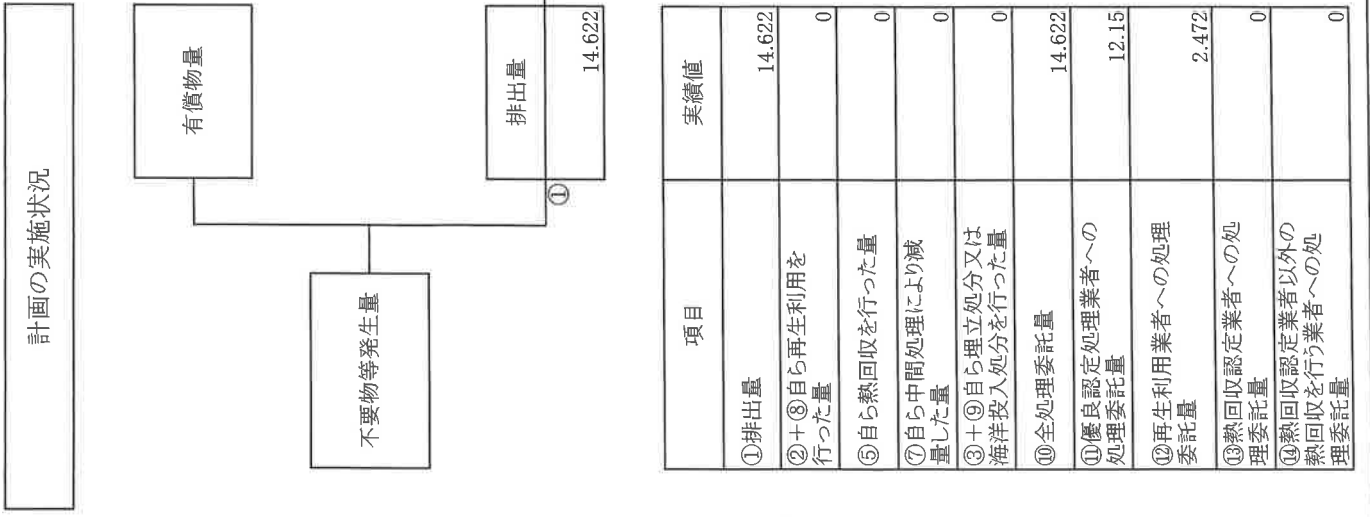 計画の実施状況
有償物量
不要物等発生量
排出量
①
14.622
項目
実績値
①排出量
14.622
②＋⑧自ら再生利用を
行った量
0
⑤自ら熱回収を行った量
0
⑦自ら中間処理により減
量した量
0
③＋⑨自ら埋立処分又は
海洋投入処分を行った量
0
⑩全処理委託量
14.622
⑪優良認定処理業者への
処理委託量
12.15
⑫再生利用業者への処理
委託量
2.472
⑬熱回収認定業者への処
理委託量
0
⑭熱回収認定業者以外の
熱回収を行う業者への処
理委託量
0